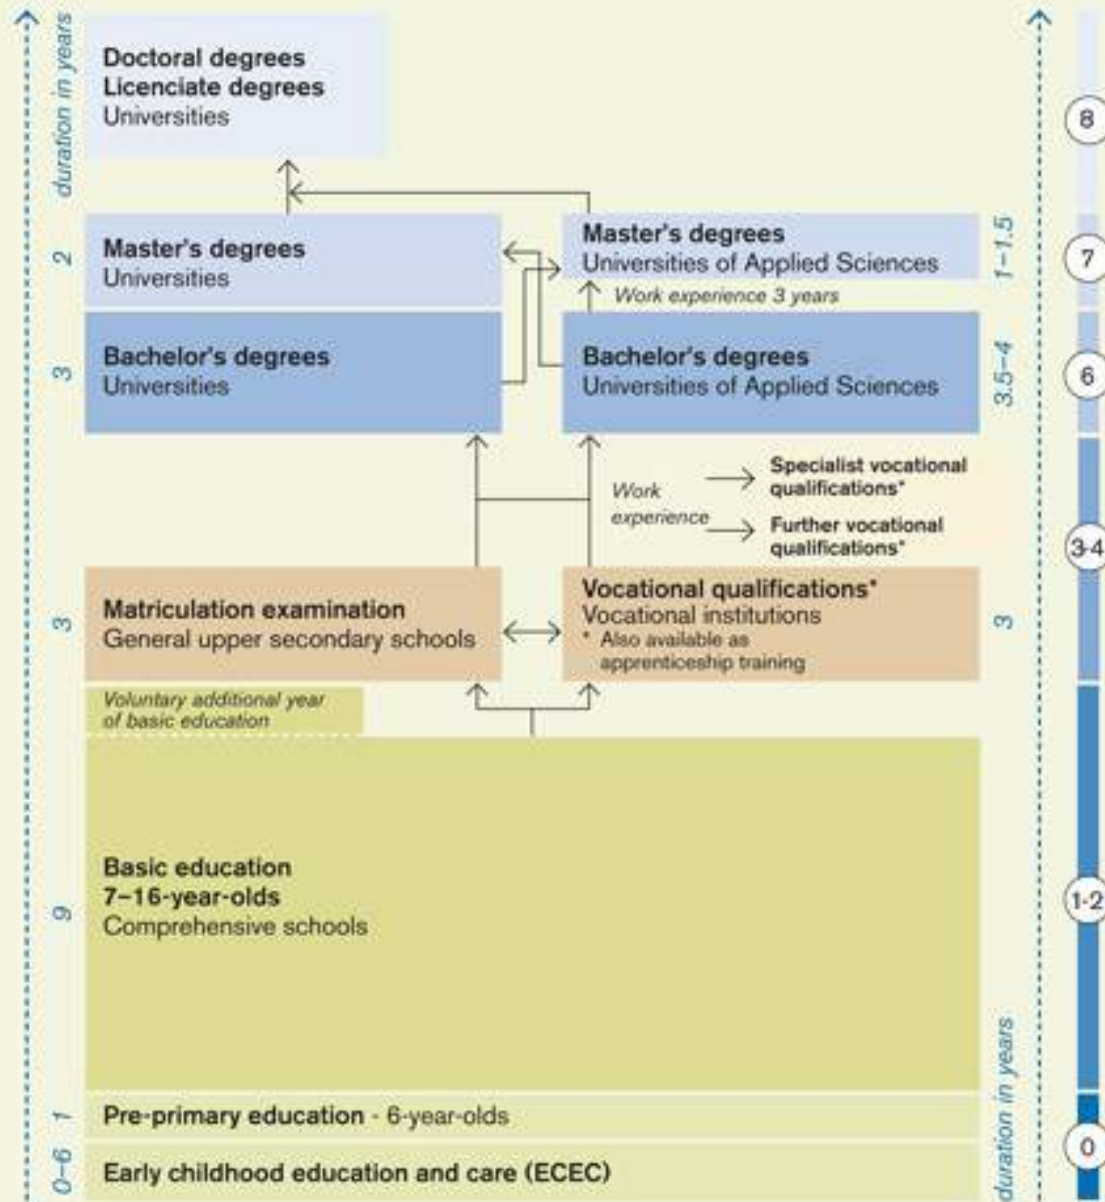 duration in years
Doctoral degrees
Licenciate degrees
Universities
8
2
Master's degrees
Universities
Master's degrees
Universities of Applied Sciences
1–1.5
7
Work experience 3 years
3
Bachelor's degrees
Universities
Bachelor's degrees
Universities of Applied Sciences
3.5–4
6
Work
experience
Specialist vocational
qualifications*
Further vocational
qualifications*
3-4
3
Matriculation examination
General upper secondary schools
Vocational qualifications*
Vocational institutions
* Also available as
apprenticeship training
3
Voluntary additional year
of basic education
9
Basic education
7–16-year-olds
Comprehensive schools
1-2
1
Pre-primary education - 6-year-olds
0–6
Early childhood education and care (ECEC)
duration in years
0